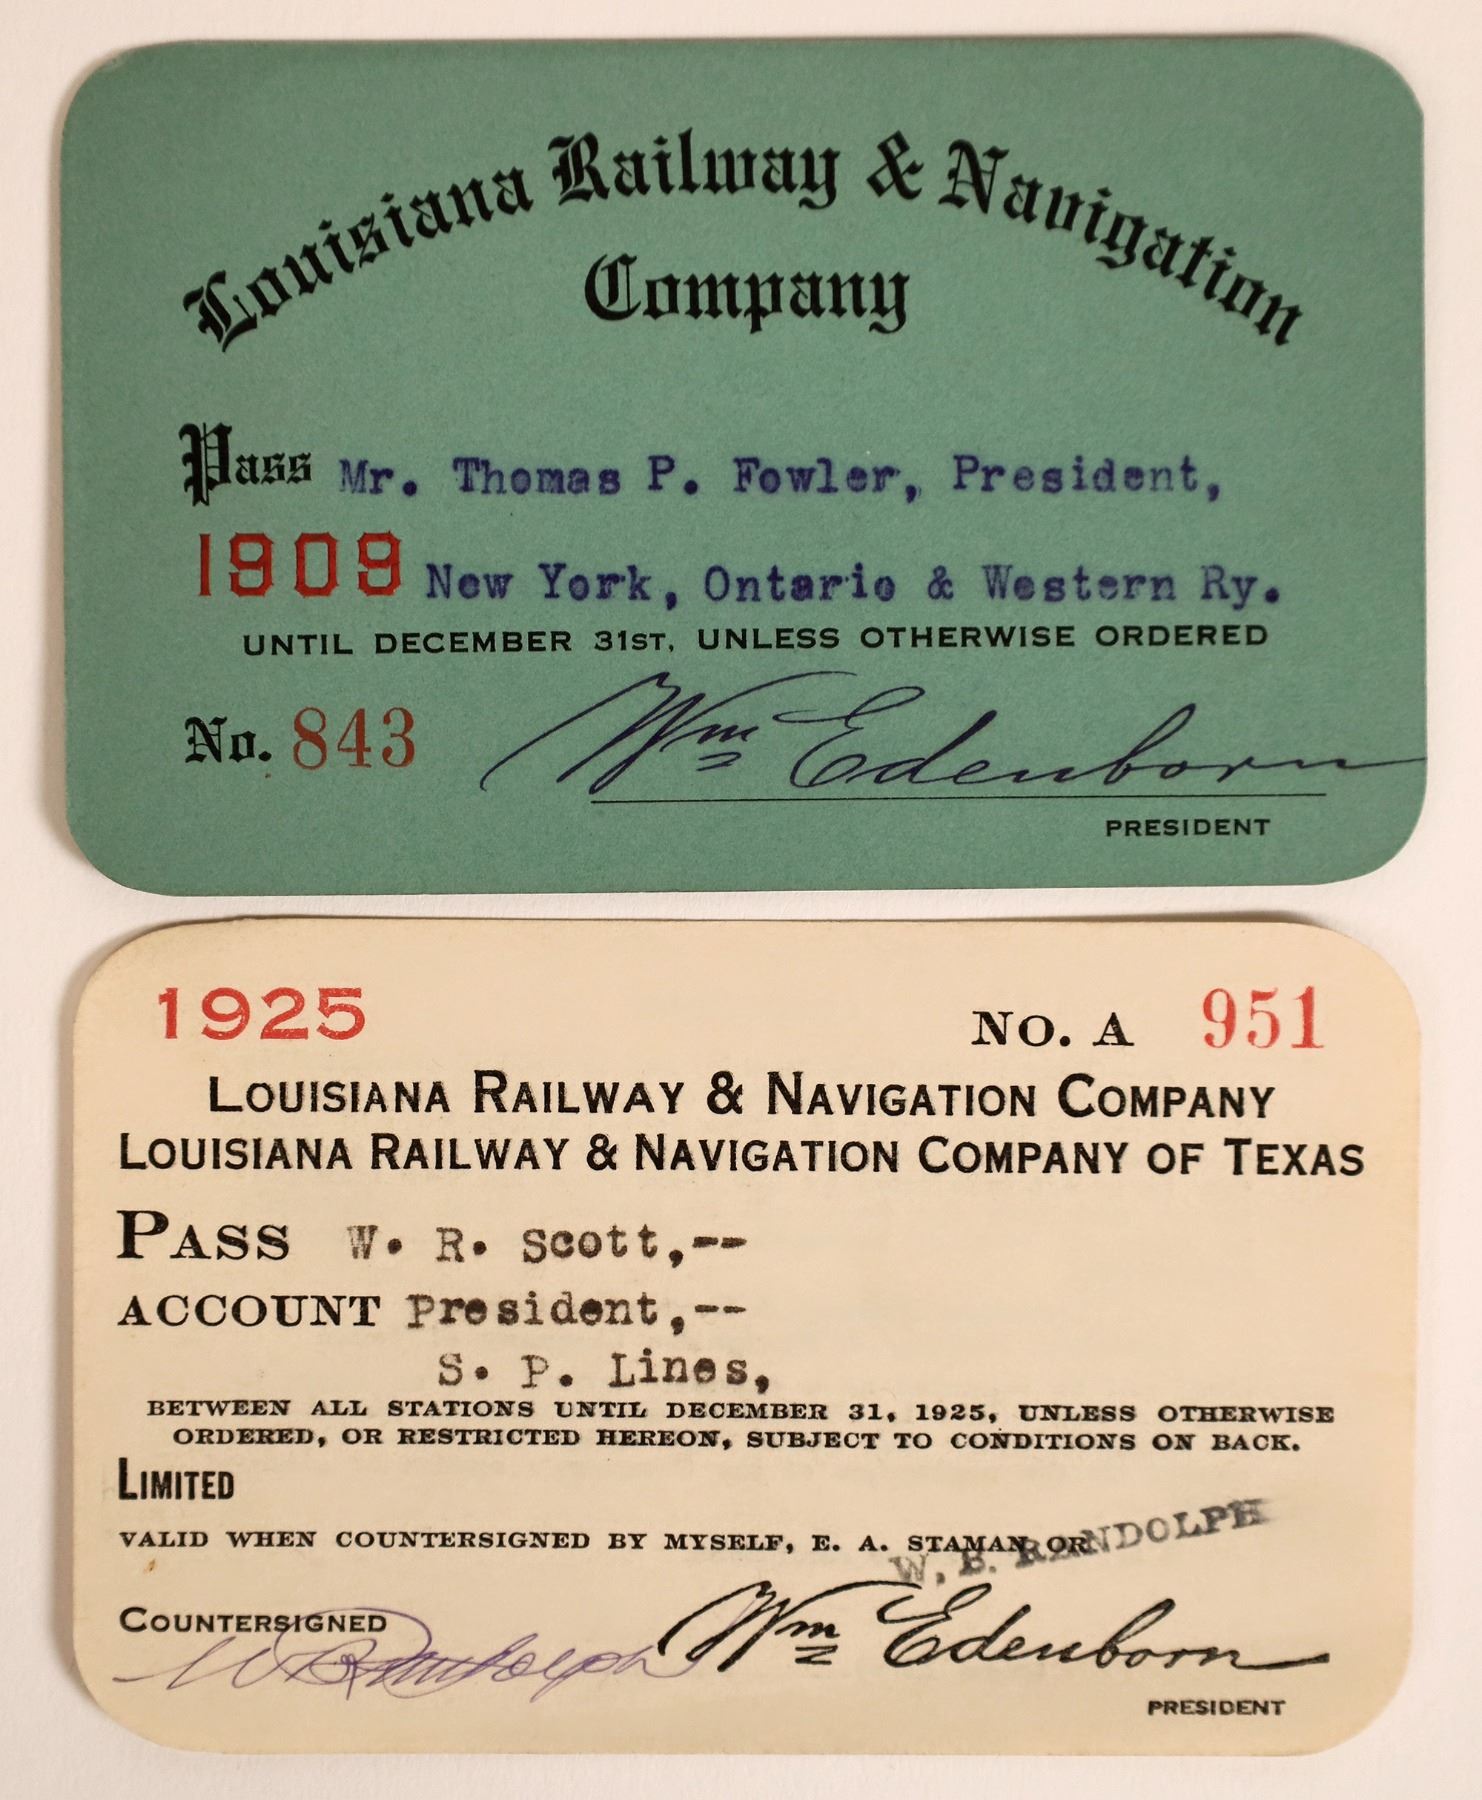 Louisiana Railway & Navigation
Company
Pass Mr. Thomas P. Fowler, President,
1909 New York, Ontario & Western Ry.
UNTIL DECEMBER 31ST, UNLESS OTHERWISE ORDERED
No. 843 Wm Edenborn
PRESIDENT
1925 NO. A 951
LOUISIANA RAILWAY & NAVIGATION COMPANY
LOUISIANA RAILWAY & NAVIGATION COMPANY OF TEXAS
PASS W. R. Scott,--
ACCOUNT President,--
S. P. Lines,
BETWEEN ALL STATIONS UNTIL DECEMBER 31, 1925, UNLESS OTHERWISE
ORDERED, OR RESTRICTED HEREON, SUBJECT TO CONDITIONS ON BACK.
LIMITED
VALID WHEN COUNTERSIGNED BY MYSELF, E. A. STAMAN OR
W. B. RANDOLPH
COUNTERSIGNED
W B Randolph Wm Edenborn
PRESIDENT